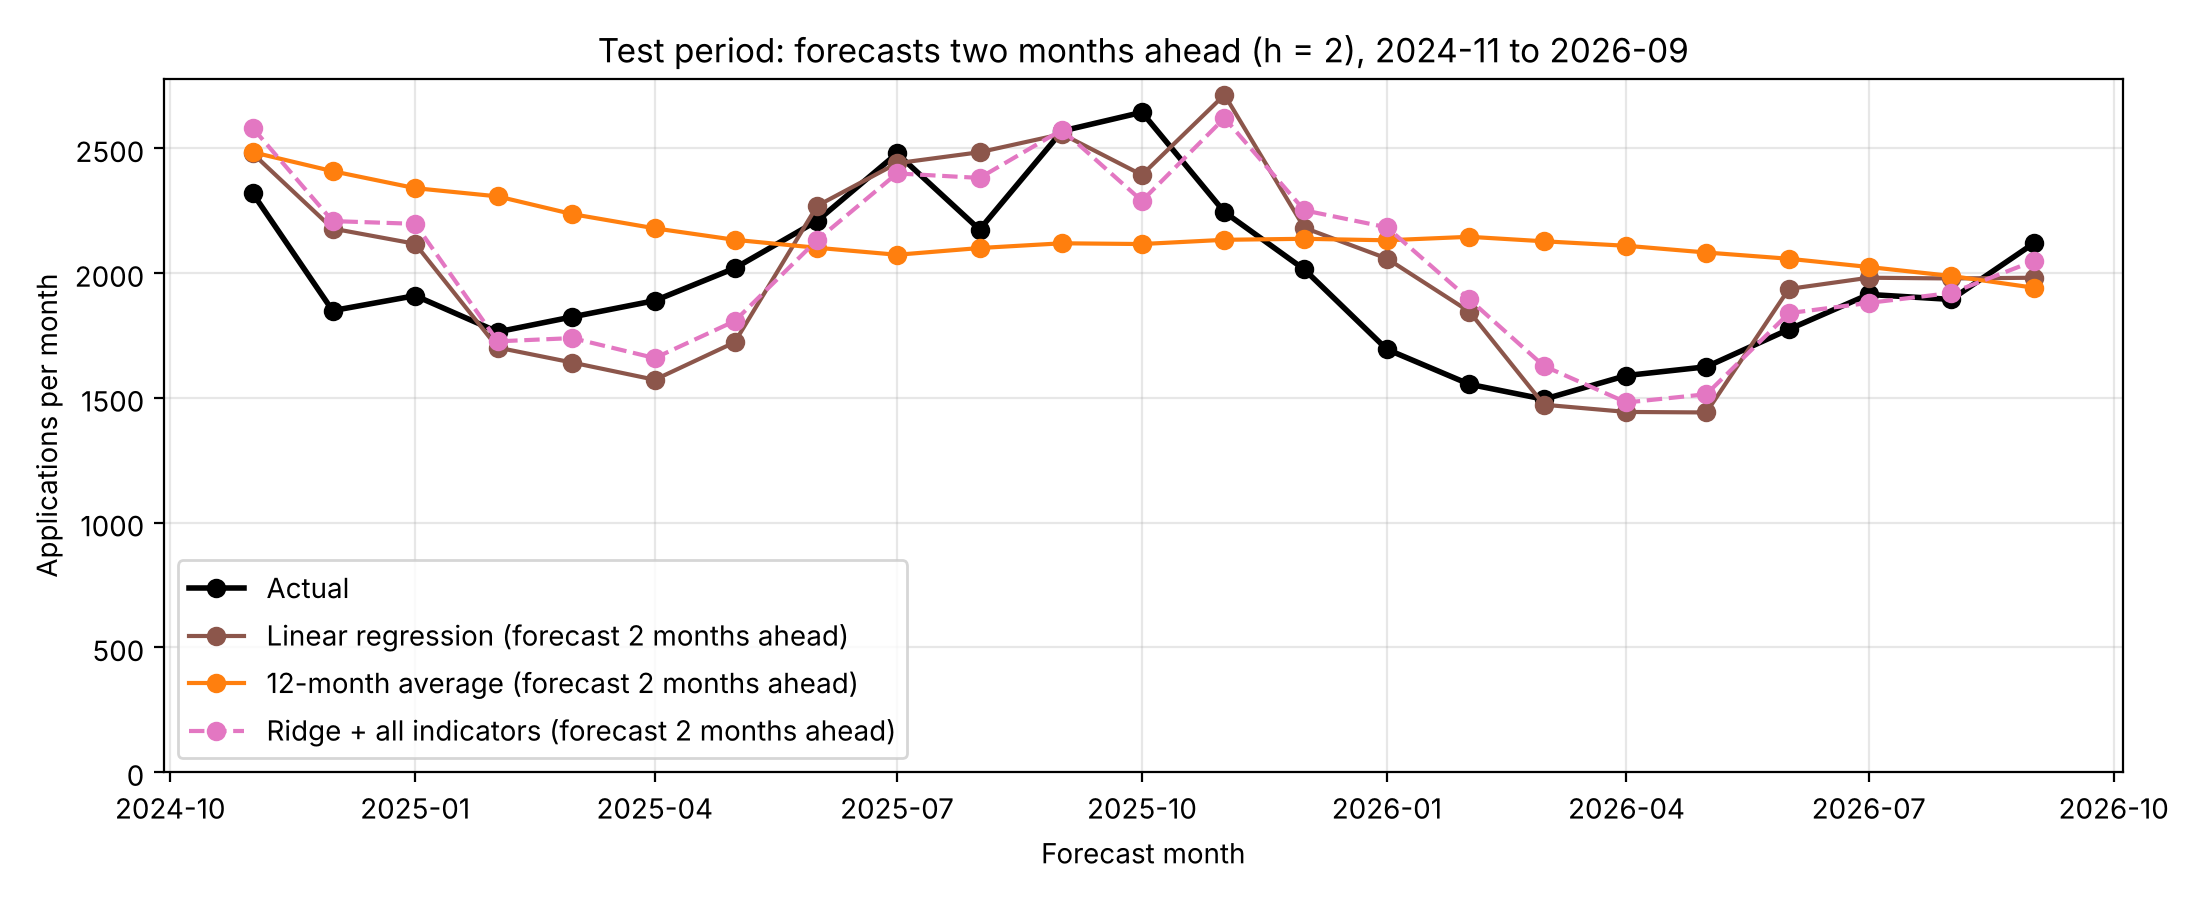 Test period: forecasts two months ahead (h = 2), 2024-11 to 2026-09
Applications per month
2500
2000
1500
1000
500
0
Actual
Linear regression (forecast 2 months ahead)
12-month average (forecast 2 months ahead)
Ridge + all indicators (forecast 2 months ahead)
2024-10 2025-01 2025-04 2025-07 2025-10 2026-01 2026-04 2026-07 2026-10
Forecast month